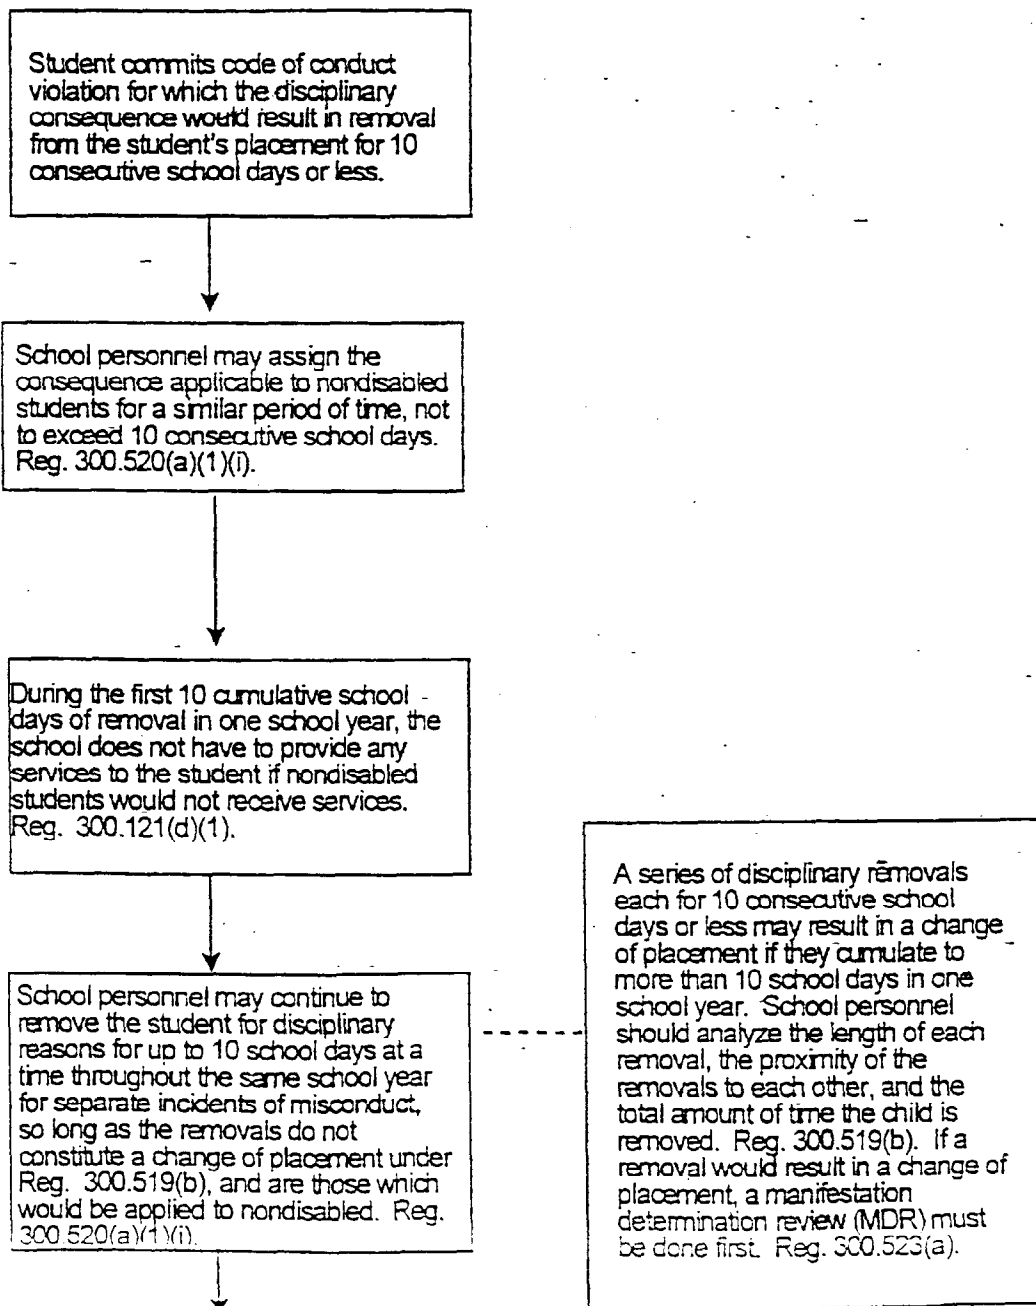 Student commits code of conduct
violation for which the disciplinary
consequence would result in removal
from the student's placement for 10
consecutive school days or less.
School personnel may assign the
consequence applicable to nondisabled
students for a similar period of time, not
to exceed 10 consecutive school days.
Reg. 300.520(a)(1)(i).
During the first 10 cumulative school
days of removal in one school year, the
school does not have to provide any
services to the student if nondisabled
students would not receive services.
Reg. 300.121(d)(1).
School personnel may continue to
remove the student for disciplinary
reasons for up to 10 school days at a
time throughout the same school year
for separate incidents of misconduct,
so long as the removals do not
constitute a change of placement under
Reg. 300.519(b), and are those which
would be applied to nondisabled. Reg.
300.520(a)(1)(i).
A series of disciplinary removals
each for 10 consecutive school
days or less may result in a change
of placement if they cumulate to
more than 10 school days in one
school year. School personnel
should analyze the length of each
removal, the proximity of the
removals to each other, and the
total amount of time the child is
removed. Reg. 300.519(b). If a
removal would result in a change of
placement, a manifestation
determination review (MDR) must
be done first. Reg. 300.523(a).